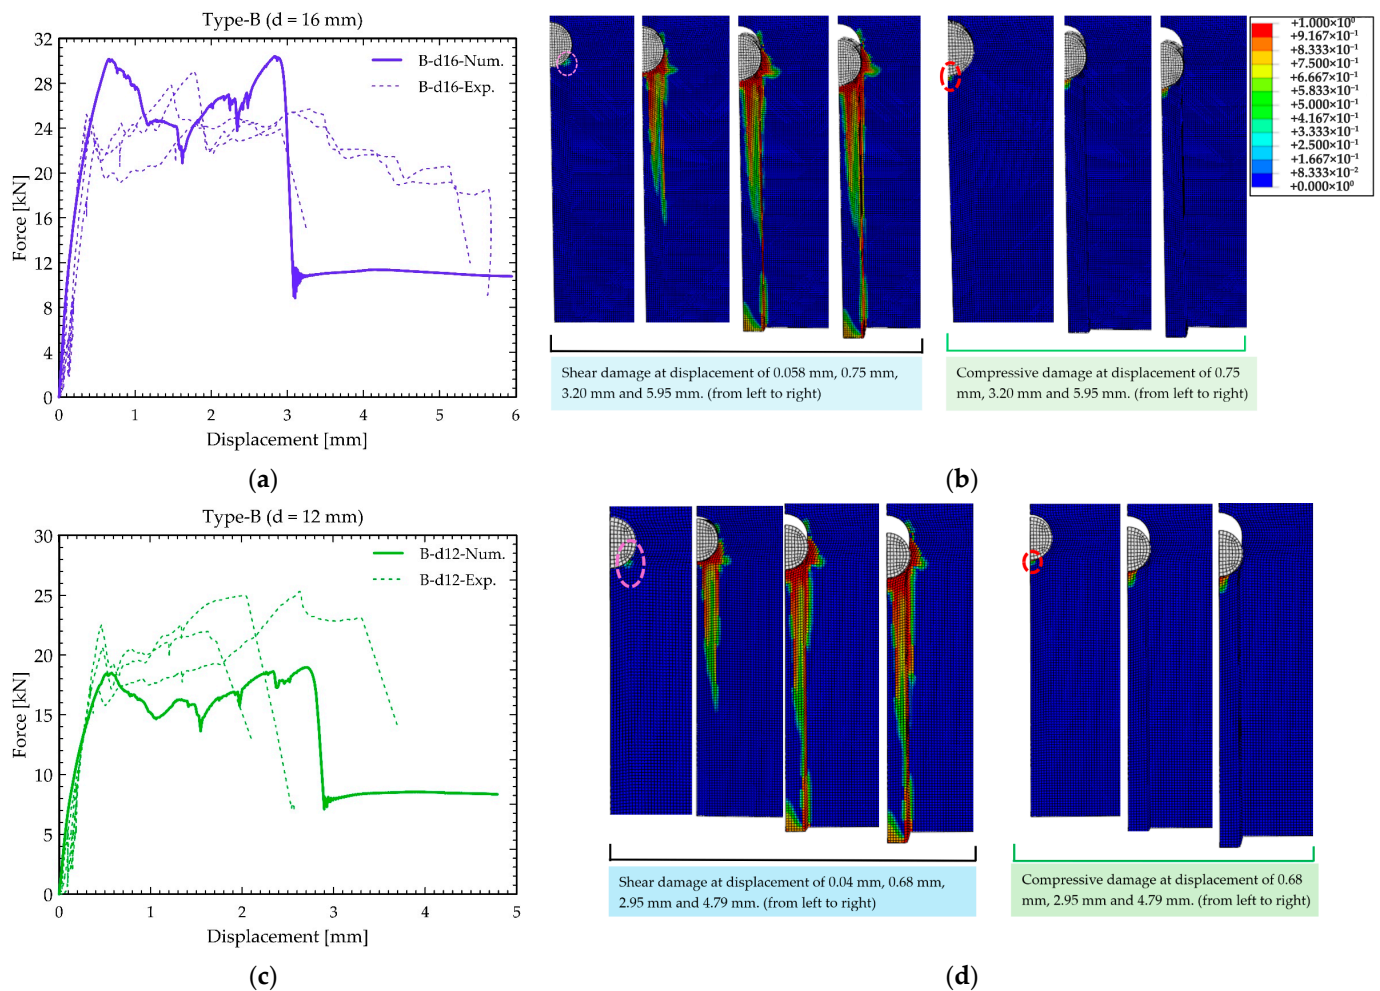 Type-B (d = 16 mm)
Force [kN]
32
28
24
20
16
12
8
4
0
B-d16-Num.
B-d16-Exp.
0 1 2 3 4 5 6
Displacement [mm]
(a)
+1.000×10⁰
+9.167×10⁻¹
+8.333×10⁻¹
+7.500×10⁻¹
+6.667×10⁻¹
+5.833×10⁻¹
+5.000×10⁻¹
+4.167×10⁻¹
+3.333×10⁻¹
+2.500×10⁻¹
+1.667×10⁻¹
+8.333×10⁻²
+0.000×10⁰
Shear damage at displacement of 0.058 mm, 0.75 mm,
3.20 mm and 5.95 mm. (from left to right)
Compressive damage at displacement of 0.75
mm, 3.20 mm and 5.95 mm. (from left to right)
(b)
Type-B (d = 12 mm)
Force [kN]
30
25
20
15
10
5
0
B-d12-Num.
B-d12-Exp.
0 1 2 3 4 5
Displacement [mm]
(c)
Shear damage at displacement of 0.04 mm, 0.68 mm,
2.95 mm and 4.79 mm. (from left to right)
Compressive damage at displacement of 0.68
mm, 2.95 mm and 4.79 mm. (from left to right)
(d)